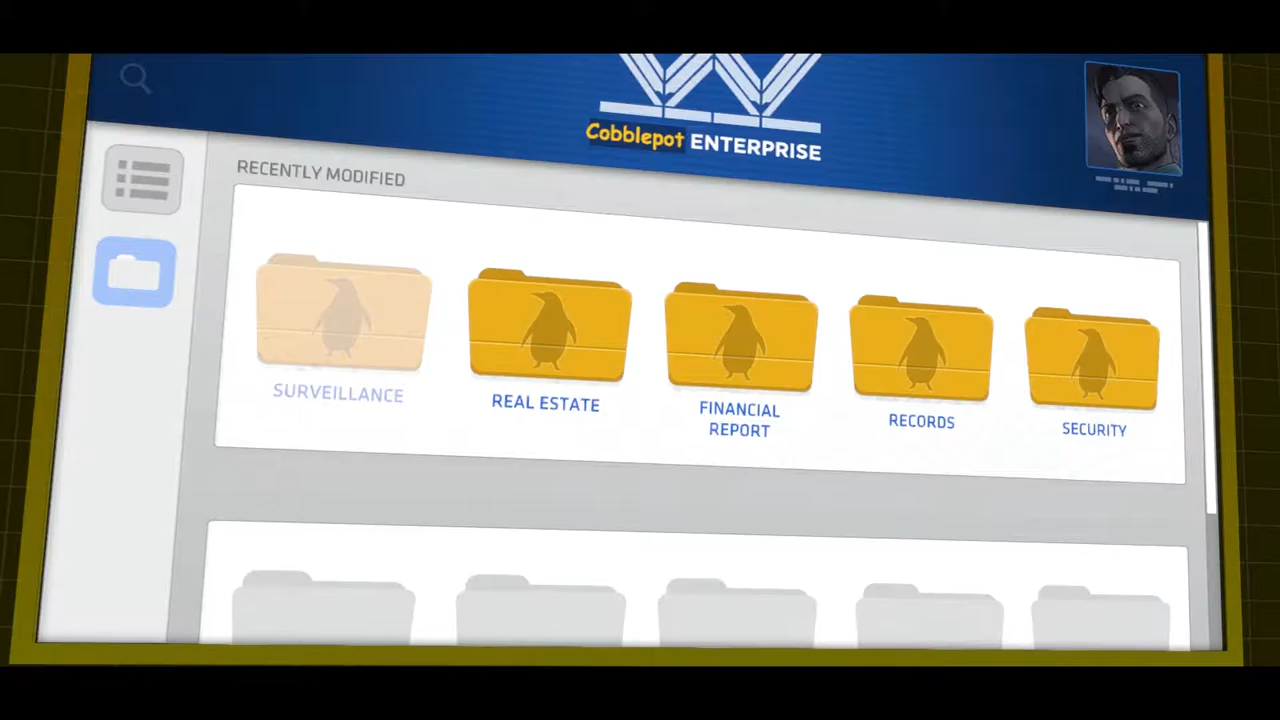 Cobblepot ENTERPRISE
RECENTLY MODIFIED
SURVEILLANCE
REAL ESTATE
FINANCIAL
REPORT
RECORDS
SECURITY